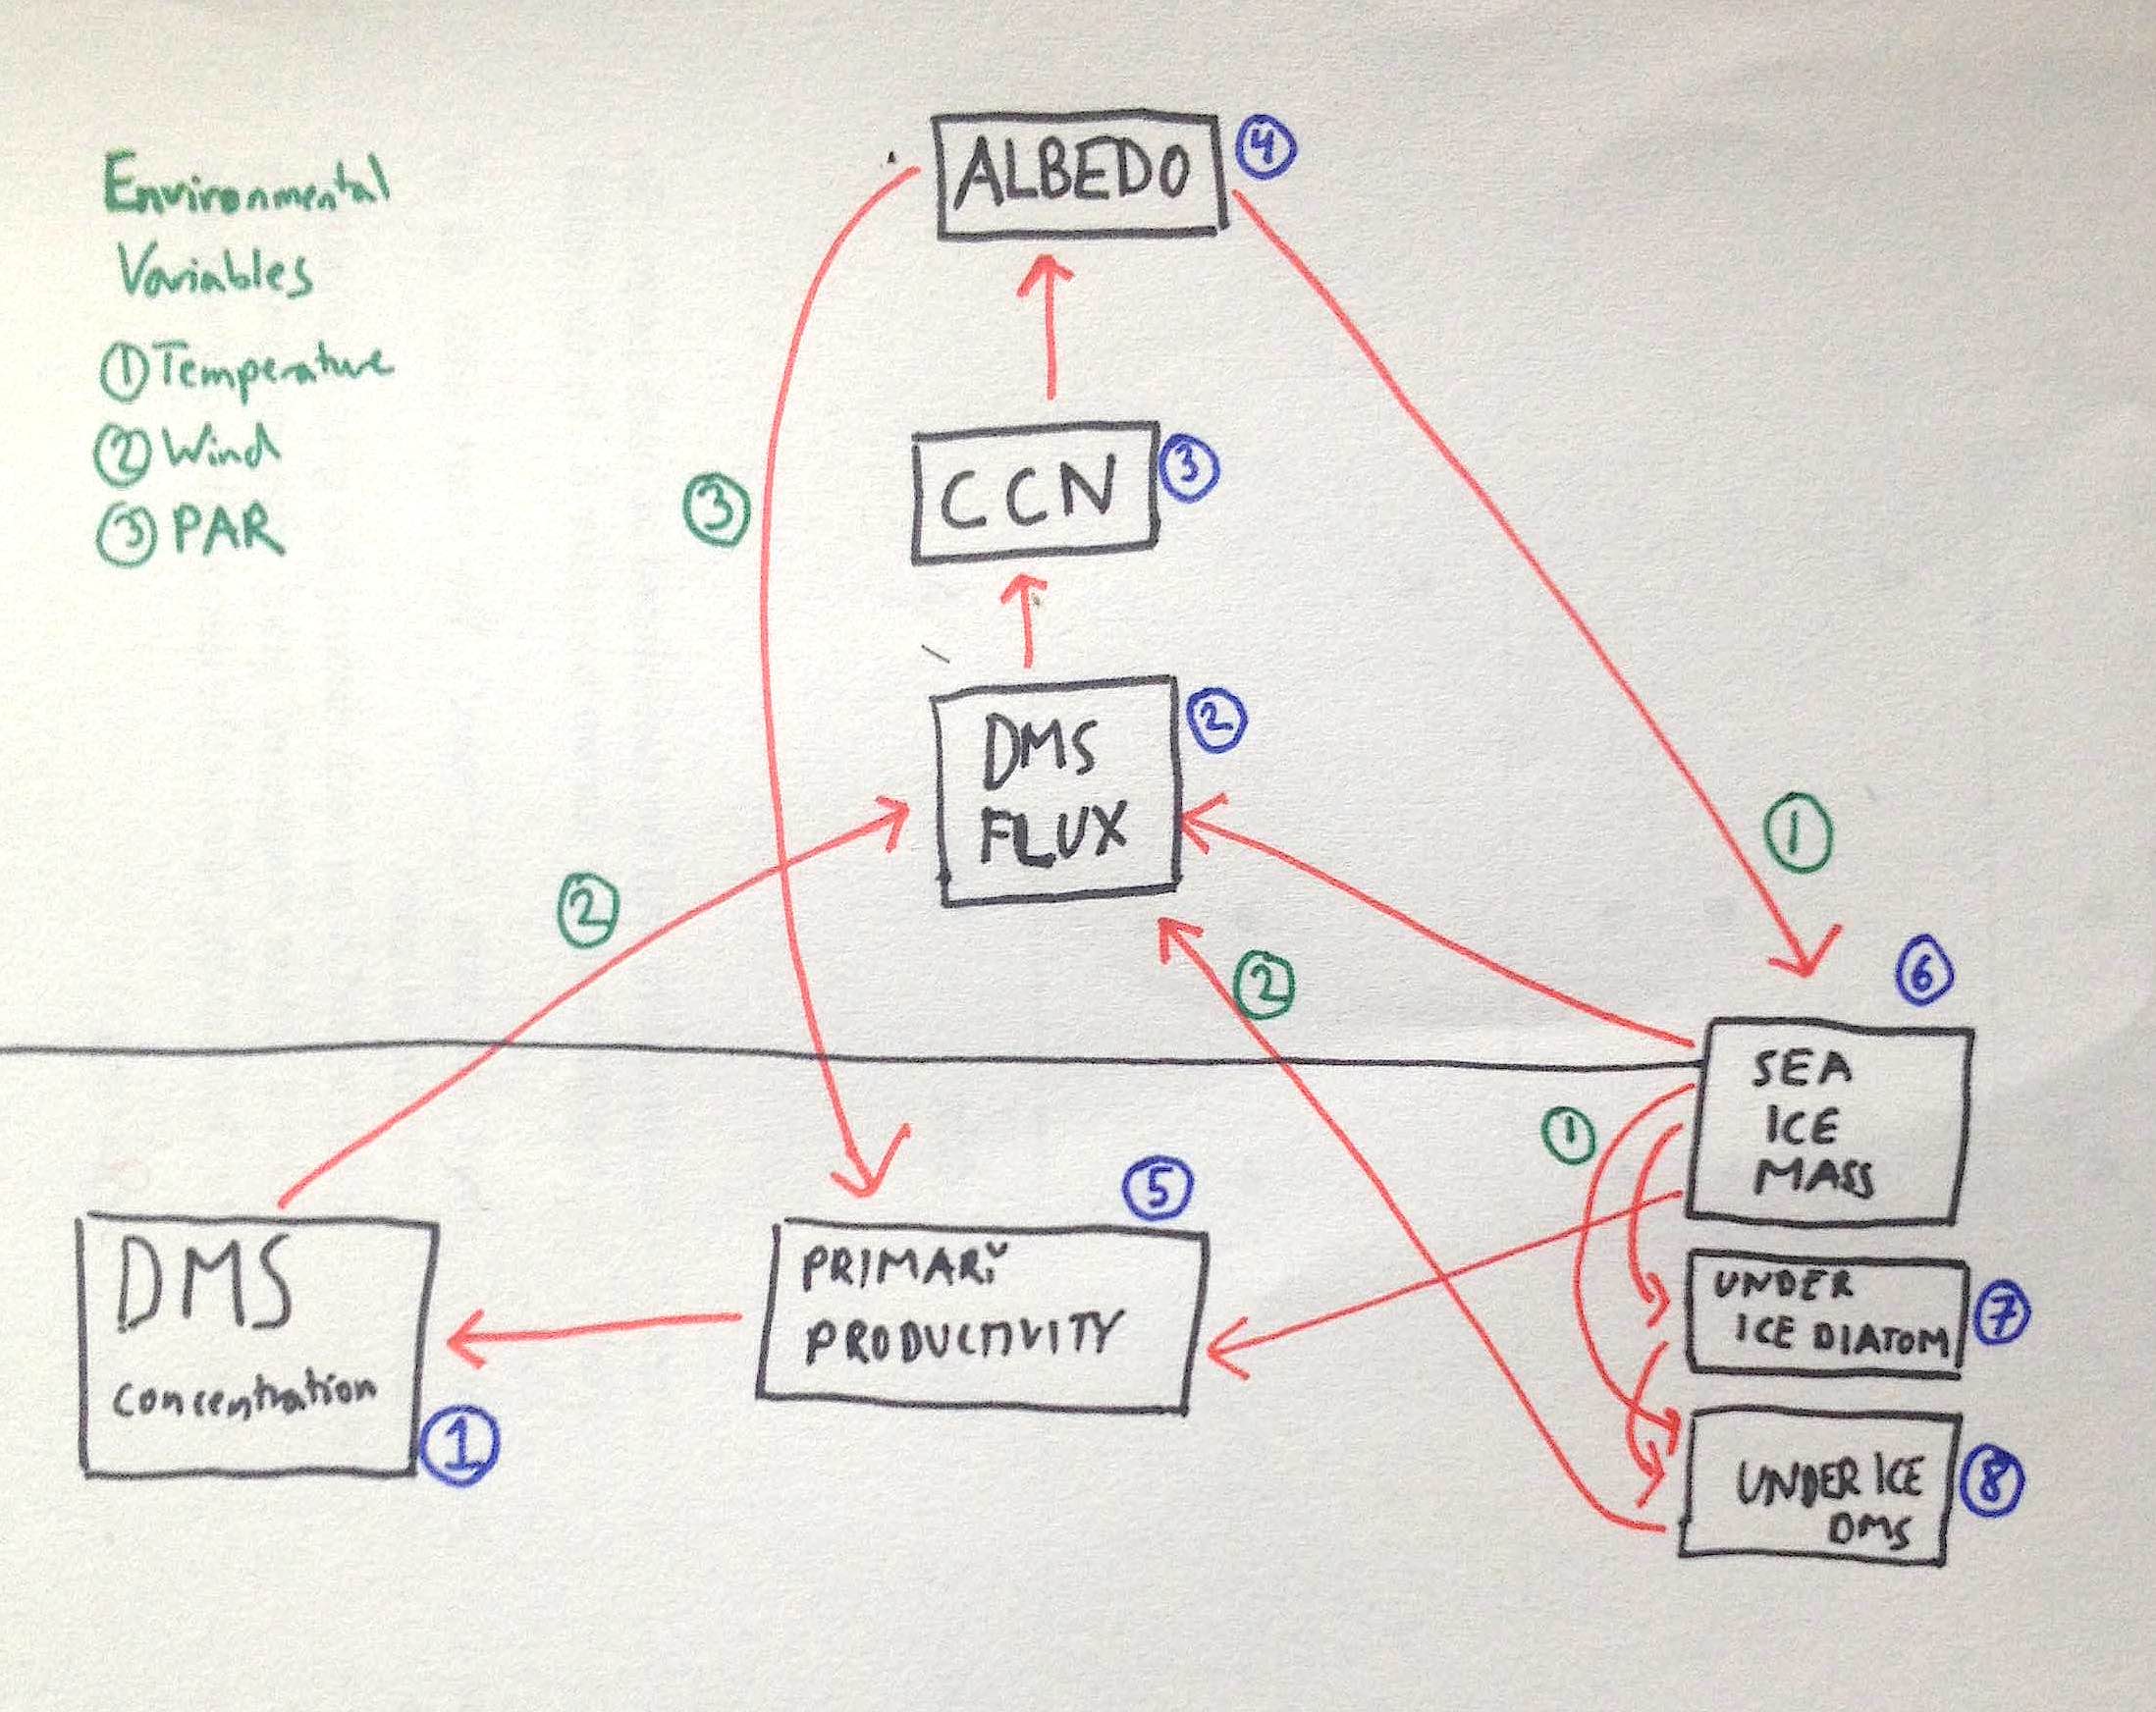 Environmental
Variables
① Temperature
② Wind
③ PAR
ALBEDO ④
③
CCN ③
DMS ②
FLUX
①
②
②
⑥
SEA
ICE
MASS
①
⑤
PRIMARY
PRODUCTIVITY
DMS
concentration
①
UNDER
ICE DIATOM ⑦
UNDER ICE ⑧
DMS